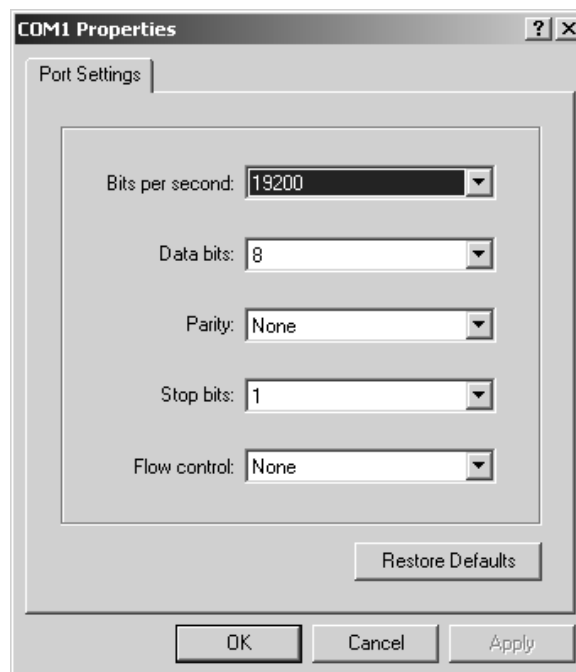 COM1 Properties
Port Settings
Bits per second: 19200
Data bits: 8
Parity: None
Stop bits: 1
Flow control: None
Restore Defaults
OK Cancel Apply